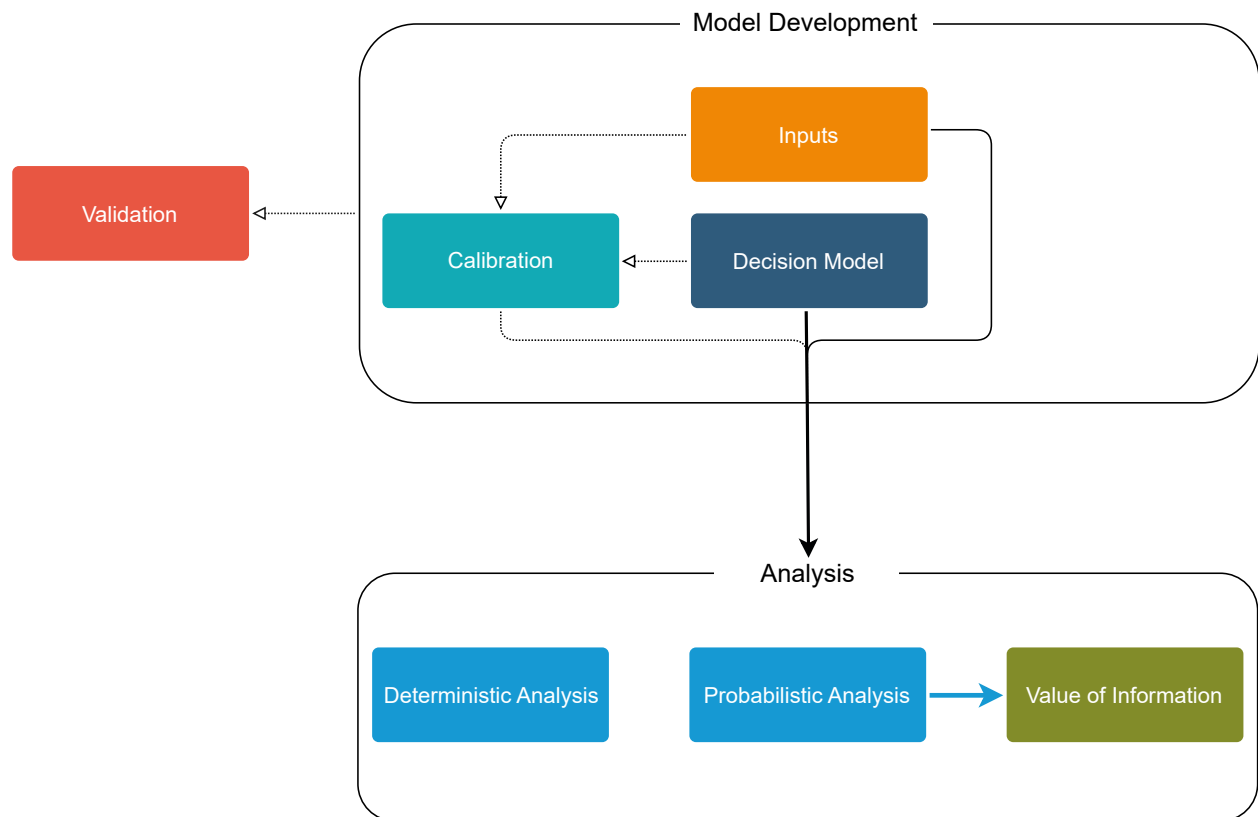 Model Development
Inputs
Validation
Calibration
Decision Model
Analysis
Deterministic Analysis
Probabilistic Analysis
Value of Information